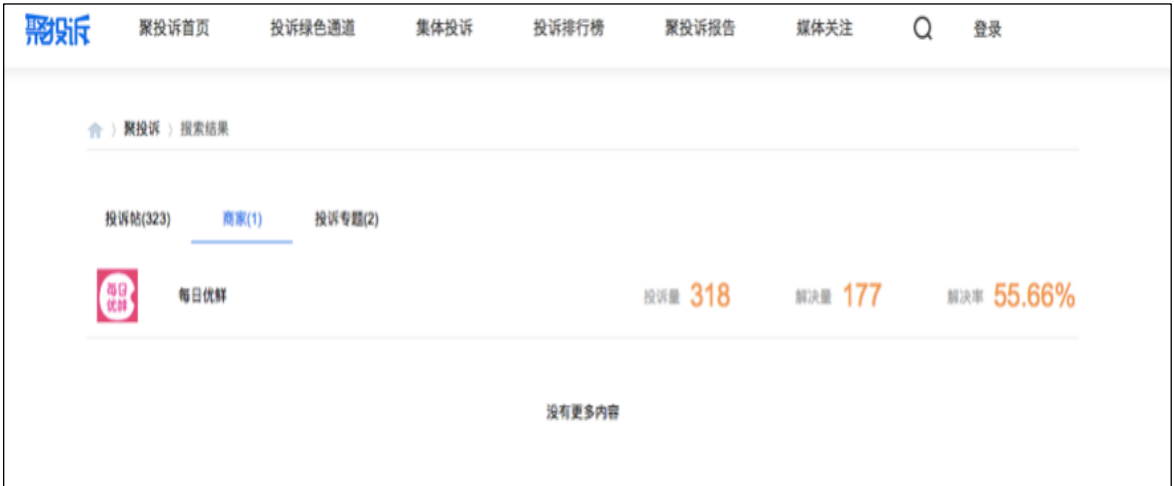 聚投诉 聚投诉首页 投诉绿色通道 集体投诉 投诉排行榜 聚投诉报告 媒体关注 登录
聚投诉 搜索结果
投诉帖(323) 商家(1) 投诉专题(2)
每日
优鲜
每日优鲜 投诉量 318 解决量 177 解决率 55.66%
没有更多内容